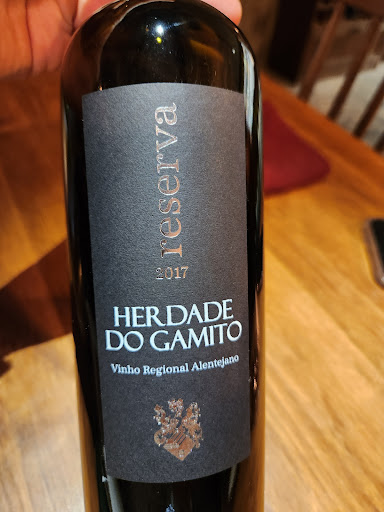 reserva
2017
HERDADE
DO GAMITO
Vinho Regional Alentejano